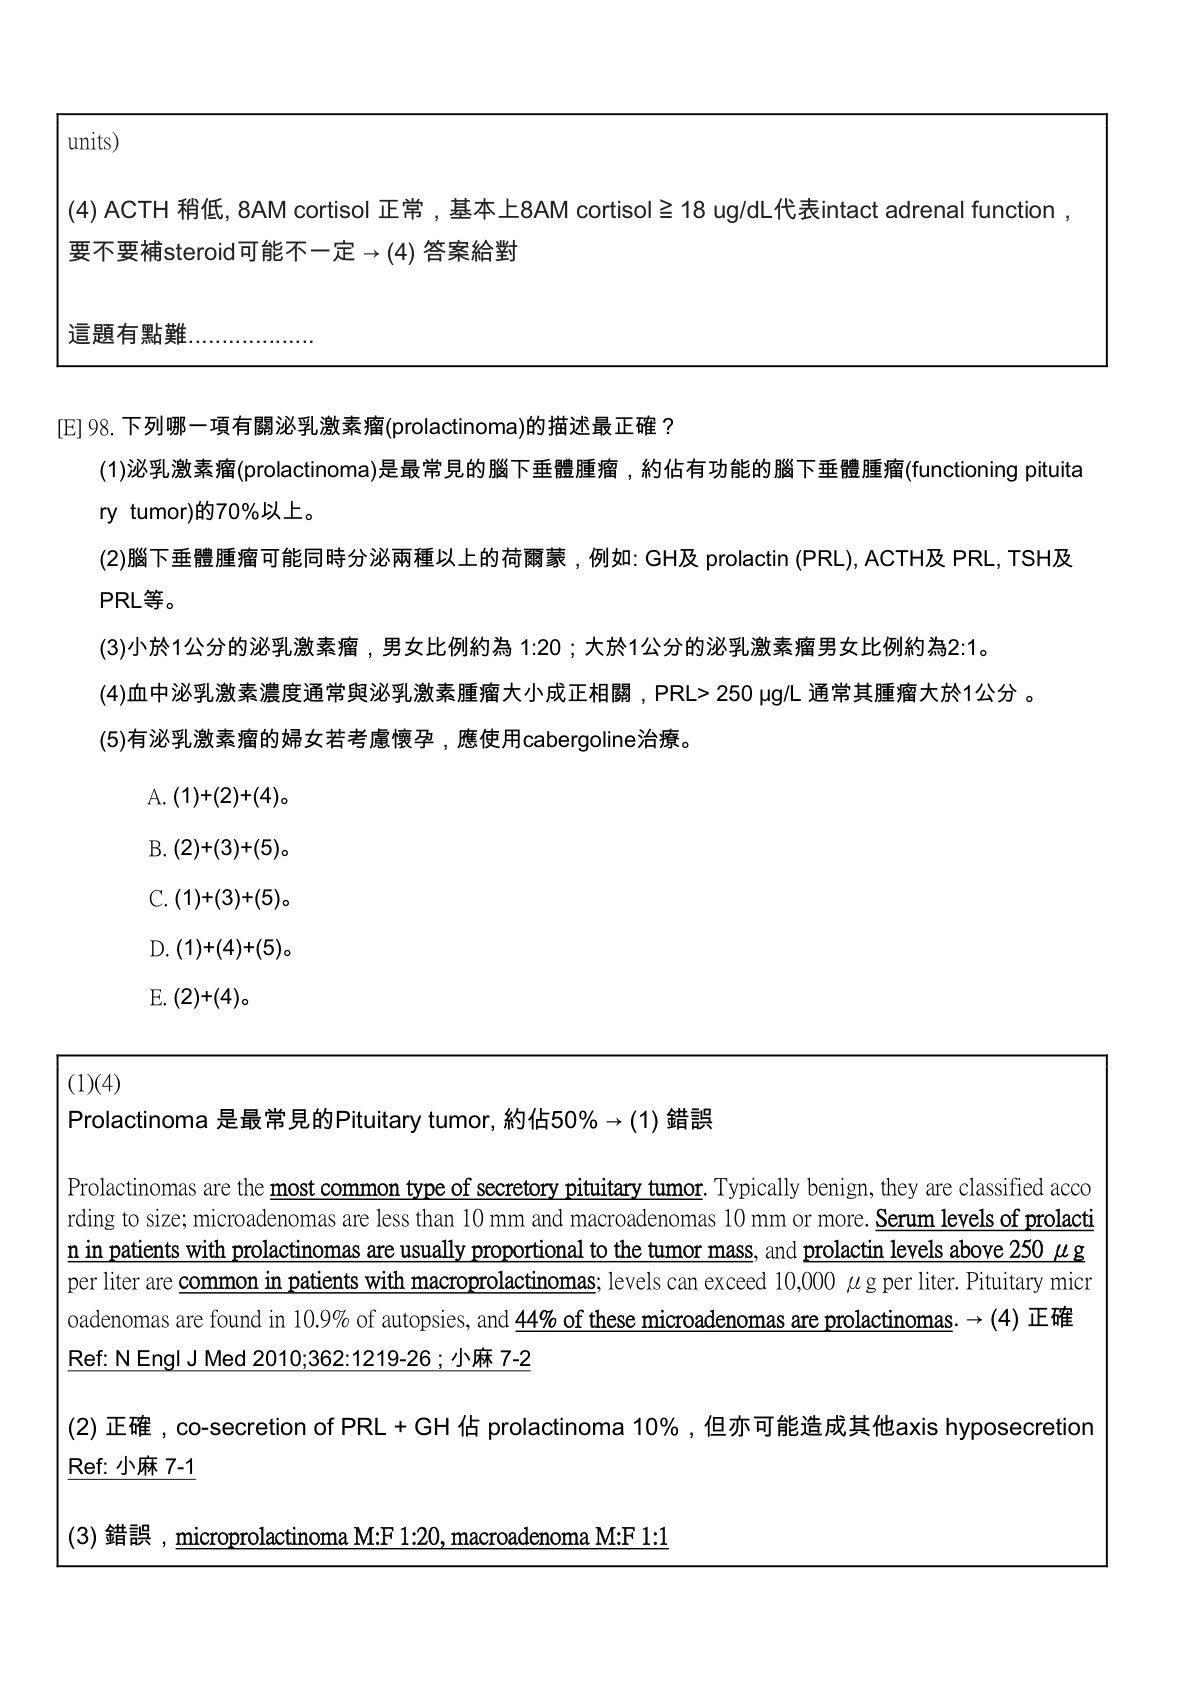 units)
(4) ACTH 稍低, 8AM cortisol 正常，基本上8AM cortisol ≧ 18 ug/dL代表intact adrenal function，
要不要補steroid可能不一定 → (4) 答案給對
這題有點難...................
[E] 98. 下列哪一項有關泌乳激素瘤(prolactinoma)的描述最正確？
(1)泌乳激素瘤(prolactinoma)是最常見的腦下垂體腫瘤，約佔有功能的腦下垂體腫瘤(functioning pituita
ry tumor)的70%以上。
(2)腦下垂體腫瘤可能同時分泌兩種以上的荷爾蒙，例如: GH及 prolactin (PRL), ACTH及 PRL, TSH及
PRL等。
(3)小於1公分的泌乳激素瘤，男女比例約為 1:20；大於1公分的泌乳激素瘤男女比例約為2:1。
(4)血中泌乳激素濃度通常與泌乳激素腫瘤大小成正相關，PRL> 250 μg/L 通常其腫瘤大於1公分 。
(5)有泌乳激素瘤的婦女若考慮懷孕，應使用cabergoline治療。
A. (1)+(2)+(4)。
B. (2)+(3)+(5)。
C. (1)+(3)+(5)。
D. (1)+(4)+(5)。
E. (2)+(4)。
(1)(4)
Prolactinoma 是最常見的Pituitary tumor, 約佔50% → (1) 錯誤
Prolactinomas are the most common type of secretory pituitary tumor. Typically benign, they are classified acco
rding to size; microadenomas are less than 10 mm and macroadenomas 10 mm or more. Serum levels of prolacti
n in patients with prolactinomas are usually proportional to the tumor mass, and prolactin levels above 250 μg
per liter are common in patients with macroprolactinomas; levels can exceed 10,000 μg per liter. Pituitary micr
oadenomas are found in 10.9% of autopsies, and 44% of these microadenomas are prolactinomas. → (4) 正確
Ref: N Engl J Med 2010;362:1219-26 ; 小麻 7-2
(2) 正確，co-secretion of PRL + GH 佔 prolactinoma 10%，但亦可能造成其他axis hyposecretion
Ref: 小麻 7-1
(3) 錯誤，microprolactinoma M:F 1:20, macroadenoma M:F 1:1